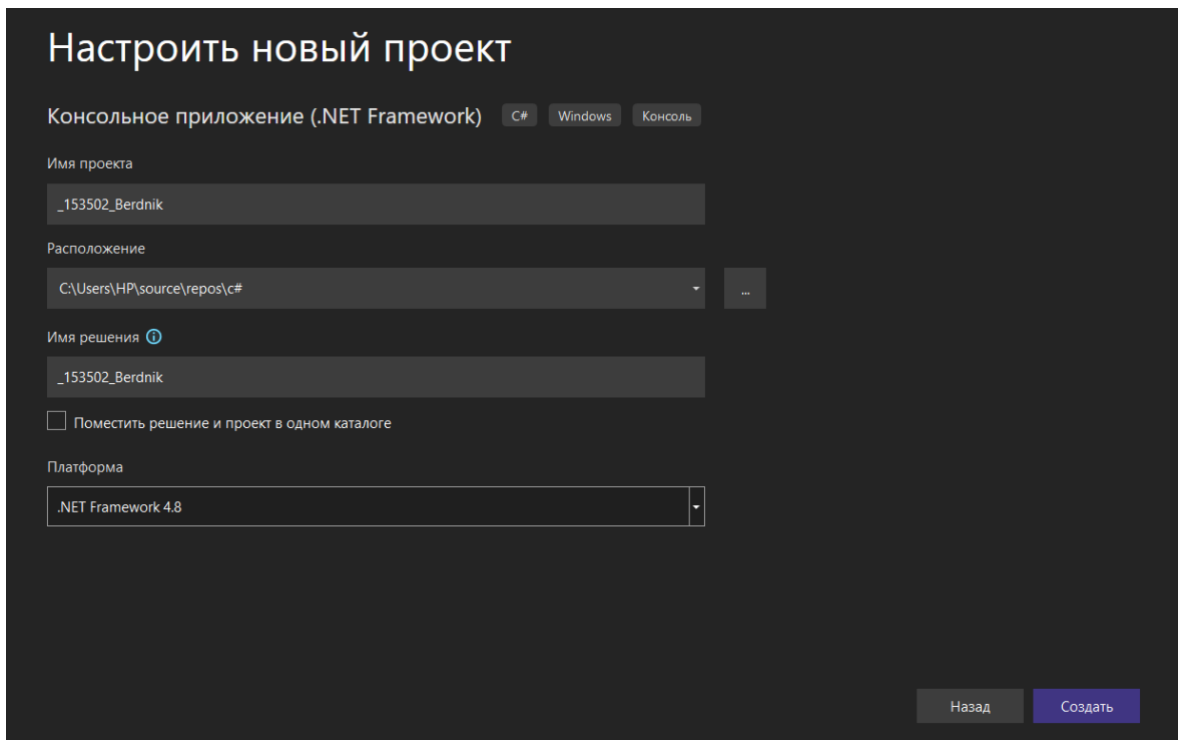 Настроить новый проект
Консольное приложение (.NET Framework) C# Windows Консоль
Имя проекта
_153502_Berdnik
Расположение
C:\Users\HP\source\repos\c#
...
Имя решения
_153502_Berdnik
Поместить решение и проект в одном каталоге
Платформа
.NET Framework 4.8
Назад Создать